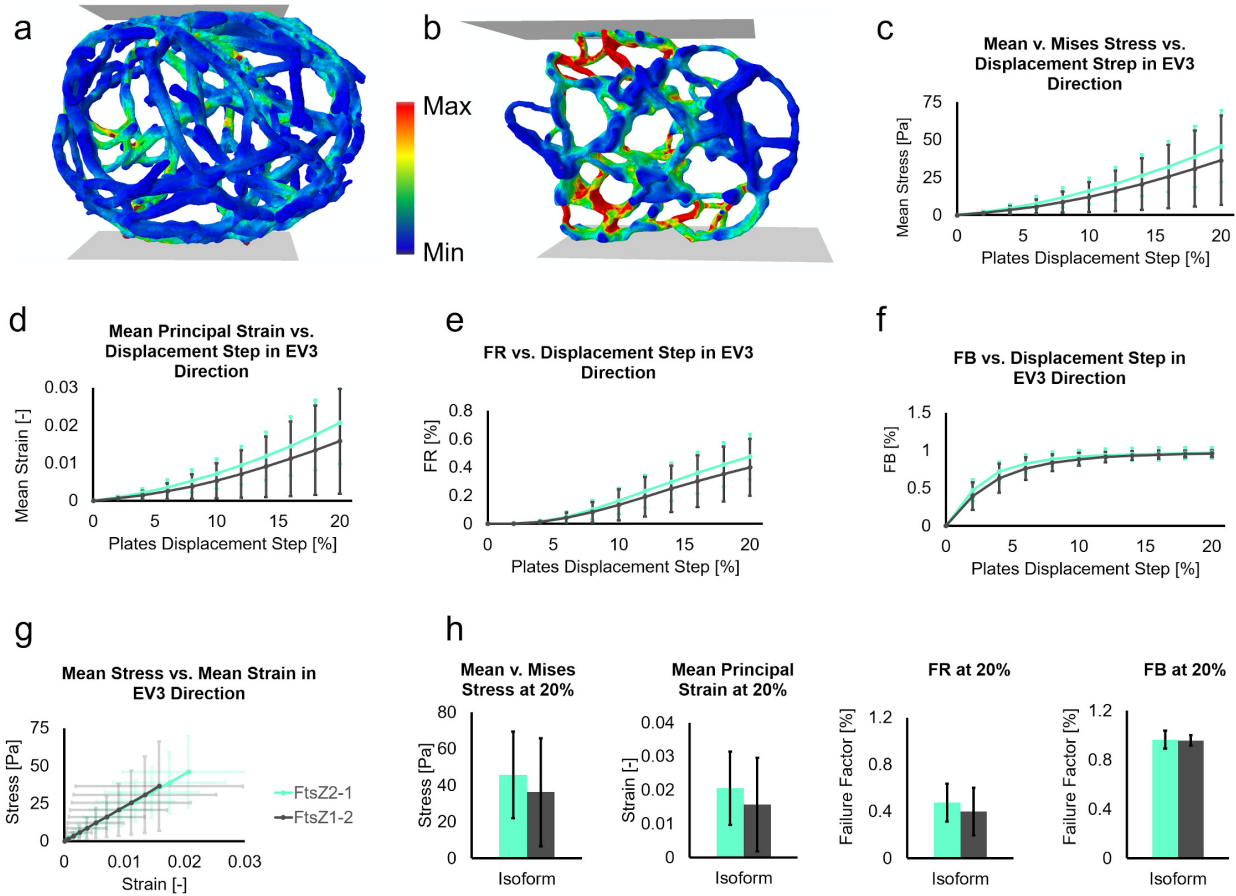 a
b
Max
Min
c
Mean v. Mises Stress vs.
Displacement Strep in EV3
Direction
Mean Stress [Pa]
75
50
25
0
0 5 10 15 20
Plates Displacement Step [%]
d
Mean Principal Strain vs.
Displacement Step in EV3
Direction
Mean Strain [-]
0.03
0.02
0.01
0
0 5 10 15 20
Plates Displacement Step [%]
e
FR vs. Displacement Step in EV3
Direction
FR [%]
0.8
0.6
0.4
0.2
0
0 5 10 15 20
Plates Displacement Step [%]
f
FB vs. Displacement Step in
EV3 Direction
FB [%]
1.5
1
0.5
0
0 5 10 15 20
Plates Displacement Step [%]
g
Mean Stress vs. Mean Strain in
EV3 Direction
Stress [Pa]
75
50
25
0
0 0.01 0.02 0.03
Strain [-]
FtsZ2-1
FtsZ1-2
h
Mean v. Mises
Stress at 20%
Stress [Pa]
80
60
40
20
0
Isoform
Mean Principal
Strain at 20%
Strain [-]
0.04
0.03
0.02
0.01
0
Isoform
FR at 20%
Failure Factor [%]
1.2
0.8
0.4
0
Isoform
FB at 20%
Failure Factor [%]
1.2
0.8
0.4
0
Isoform